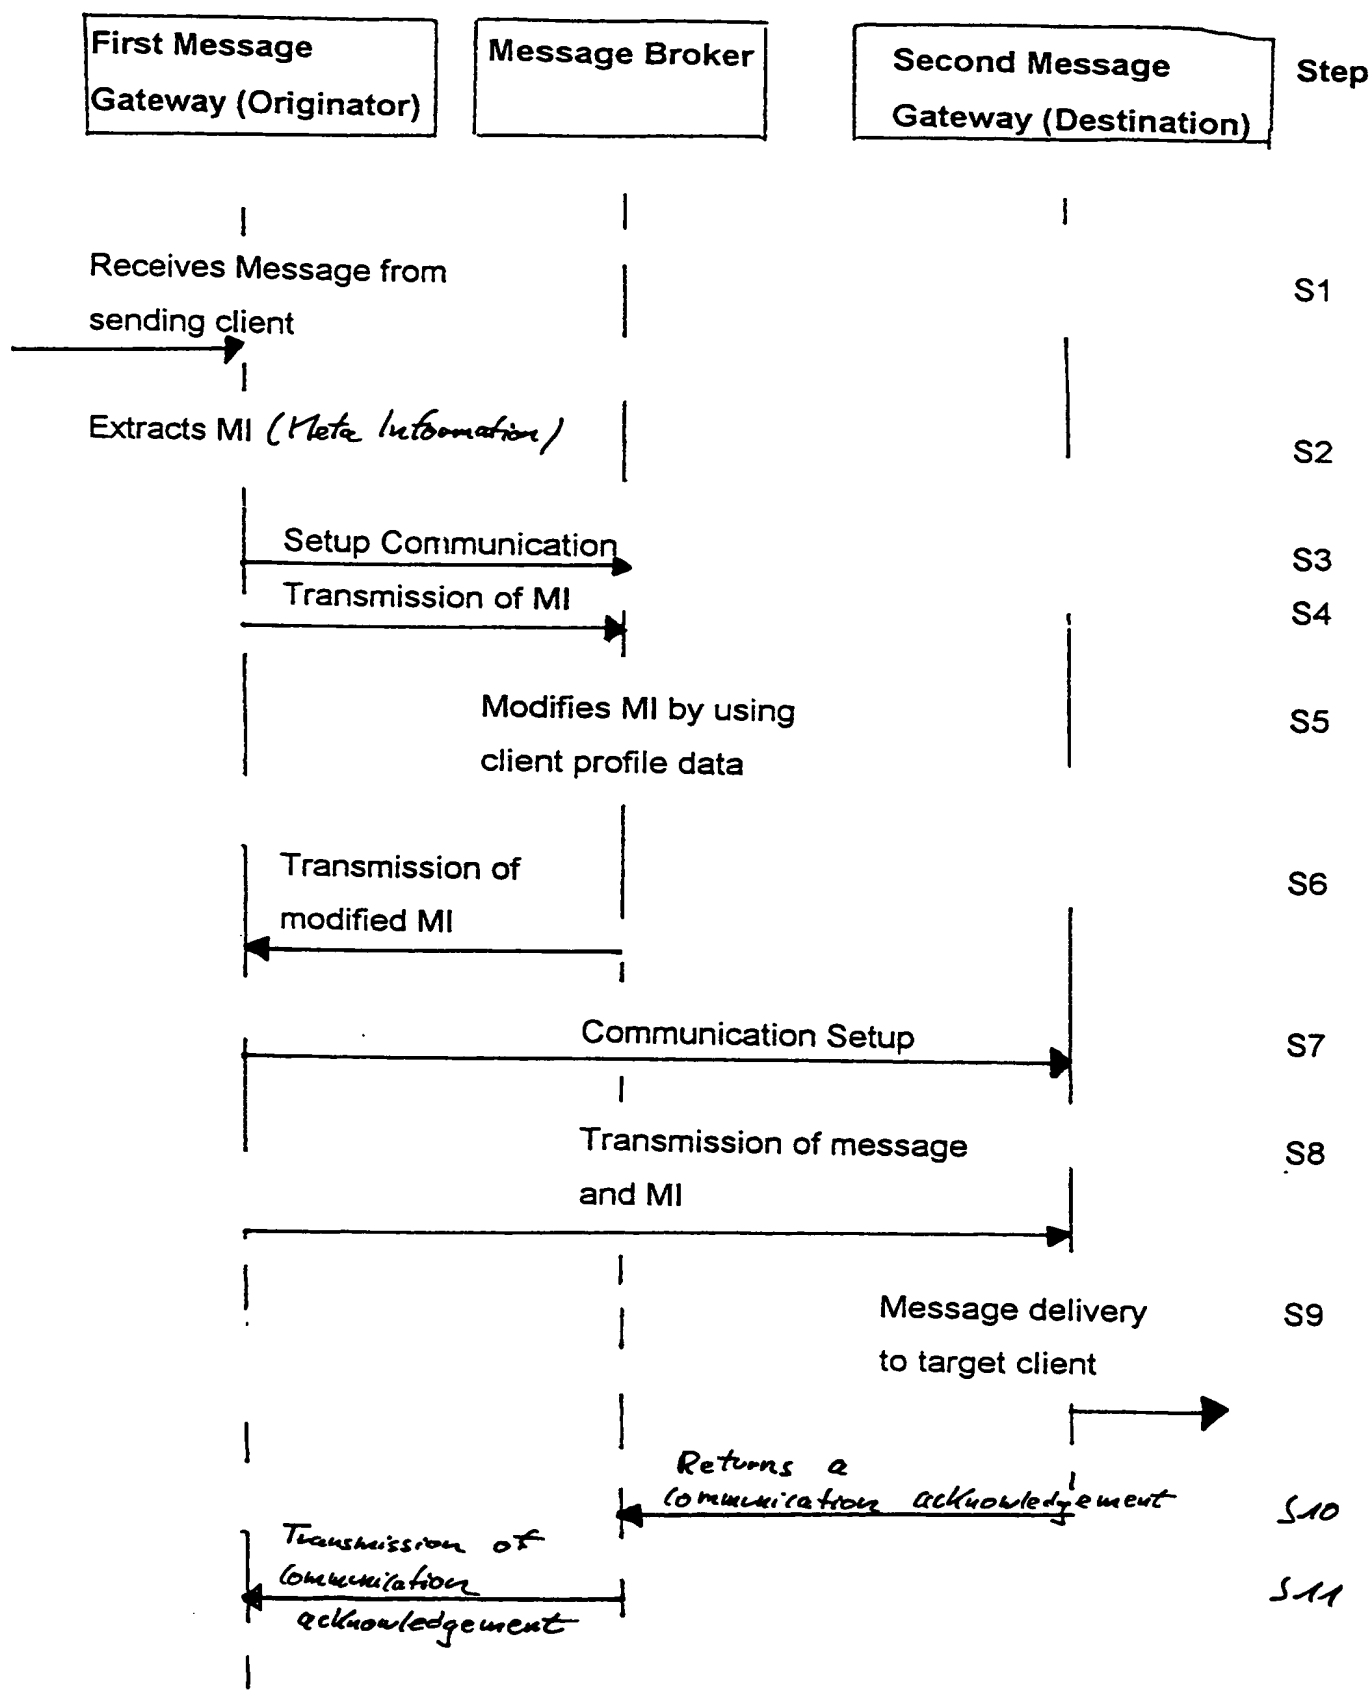 First Message
Gateway (Originator)
Message Broker
Second Message
Gateway (Destination)
Step
Receives Message from
sending client
S1
Extracts MI (Meta Information)
S2
Setup Communication
S3
Transmission of MI
S4
Modifies MI by using
client profile data
S5
Transmission of
modified MI
S6
Communication Setup
S7
Transmission of message
and MI
S8
Message delivery
to target client
S9
Returns a
communication acknowledgement
S10
Transmission of
communication
acknowledgement
S11